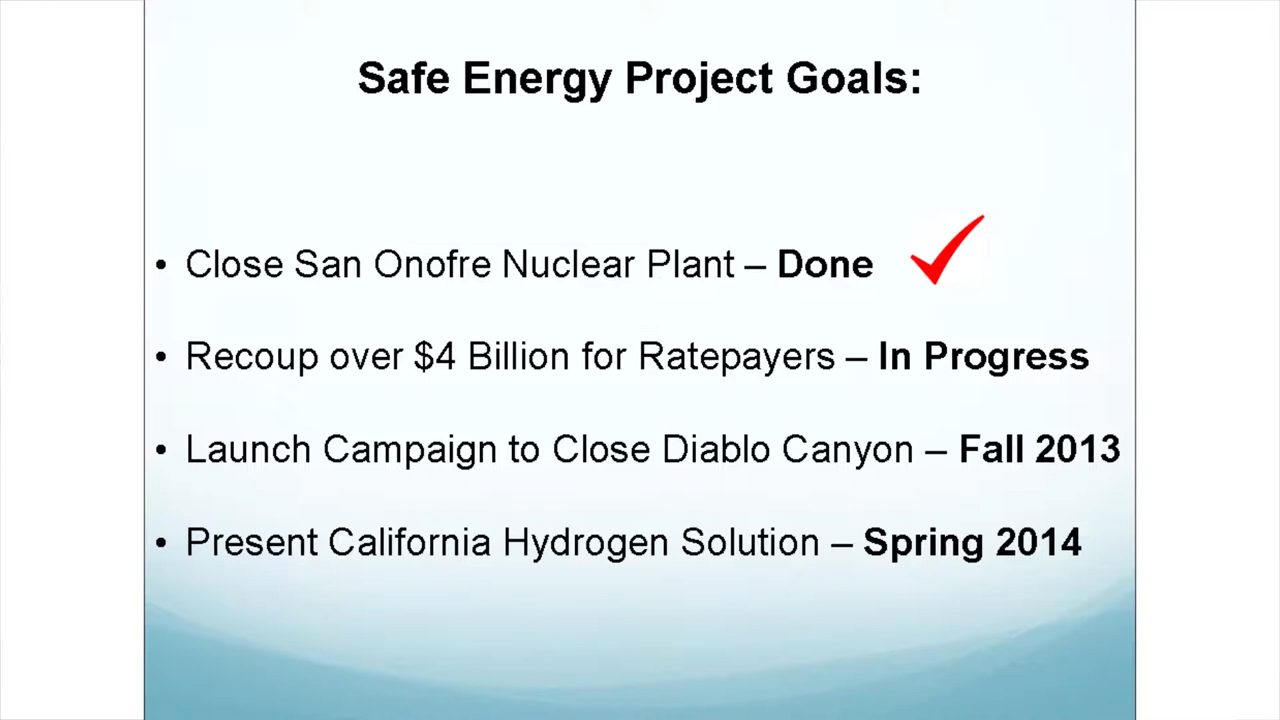 Safe Energy Project Goals:
• Close San Onofre Nuclear Plant – Done
• Recoup over $4 Billion for Ratepayers – In Progress
• Launch Campaign to Close Diablo Canyon – Fall 2013
• Present California Hydrogen Solution – Spring 2014